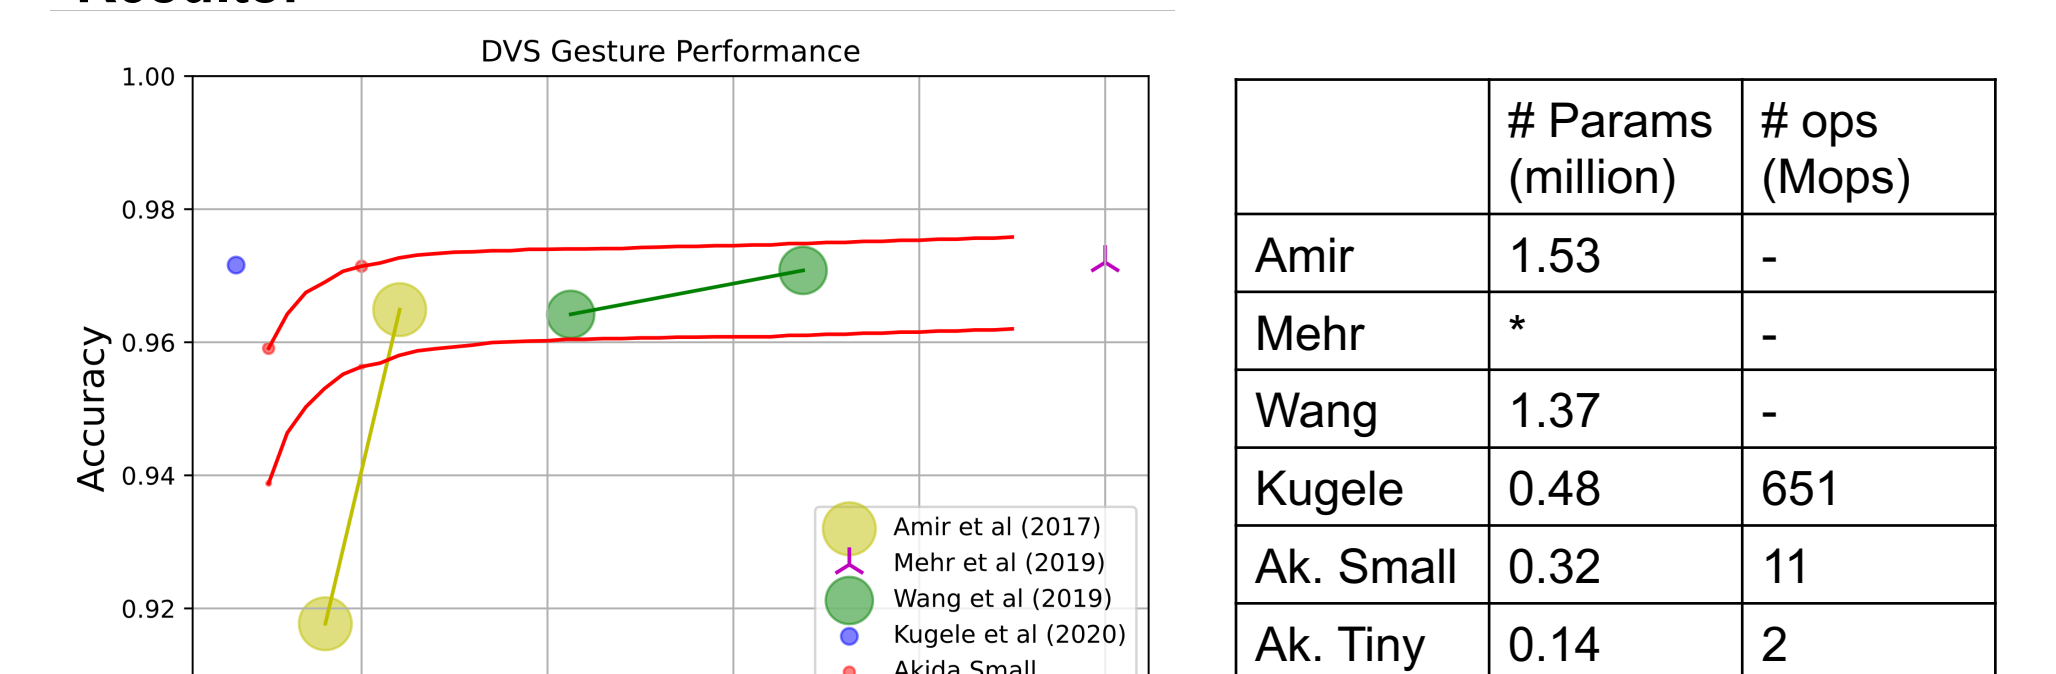 Results:
DVS Gesture Performance
1.00
0.98
0.96
0.94
0.92
Accuracy
Amir et al (2017)
Mehr et al (2019)
Wang et al (2019)
Kugele et al (2020)
Akida Small
# Params (million) # ops (Mops)
Amir 1.53 -
Mehr * -
Wang 1.37 -
Kugele 0.48 651
Ak. Small 0.32 11
Ak. Tiny 0.14 2